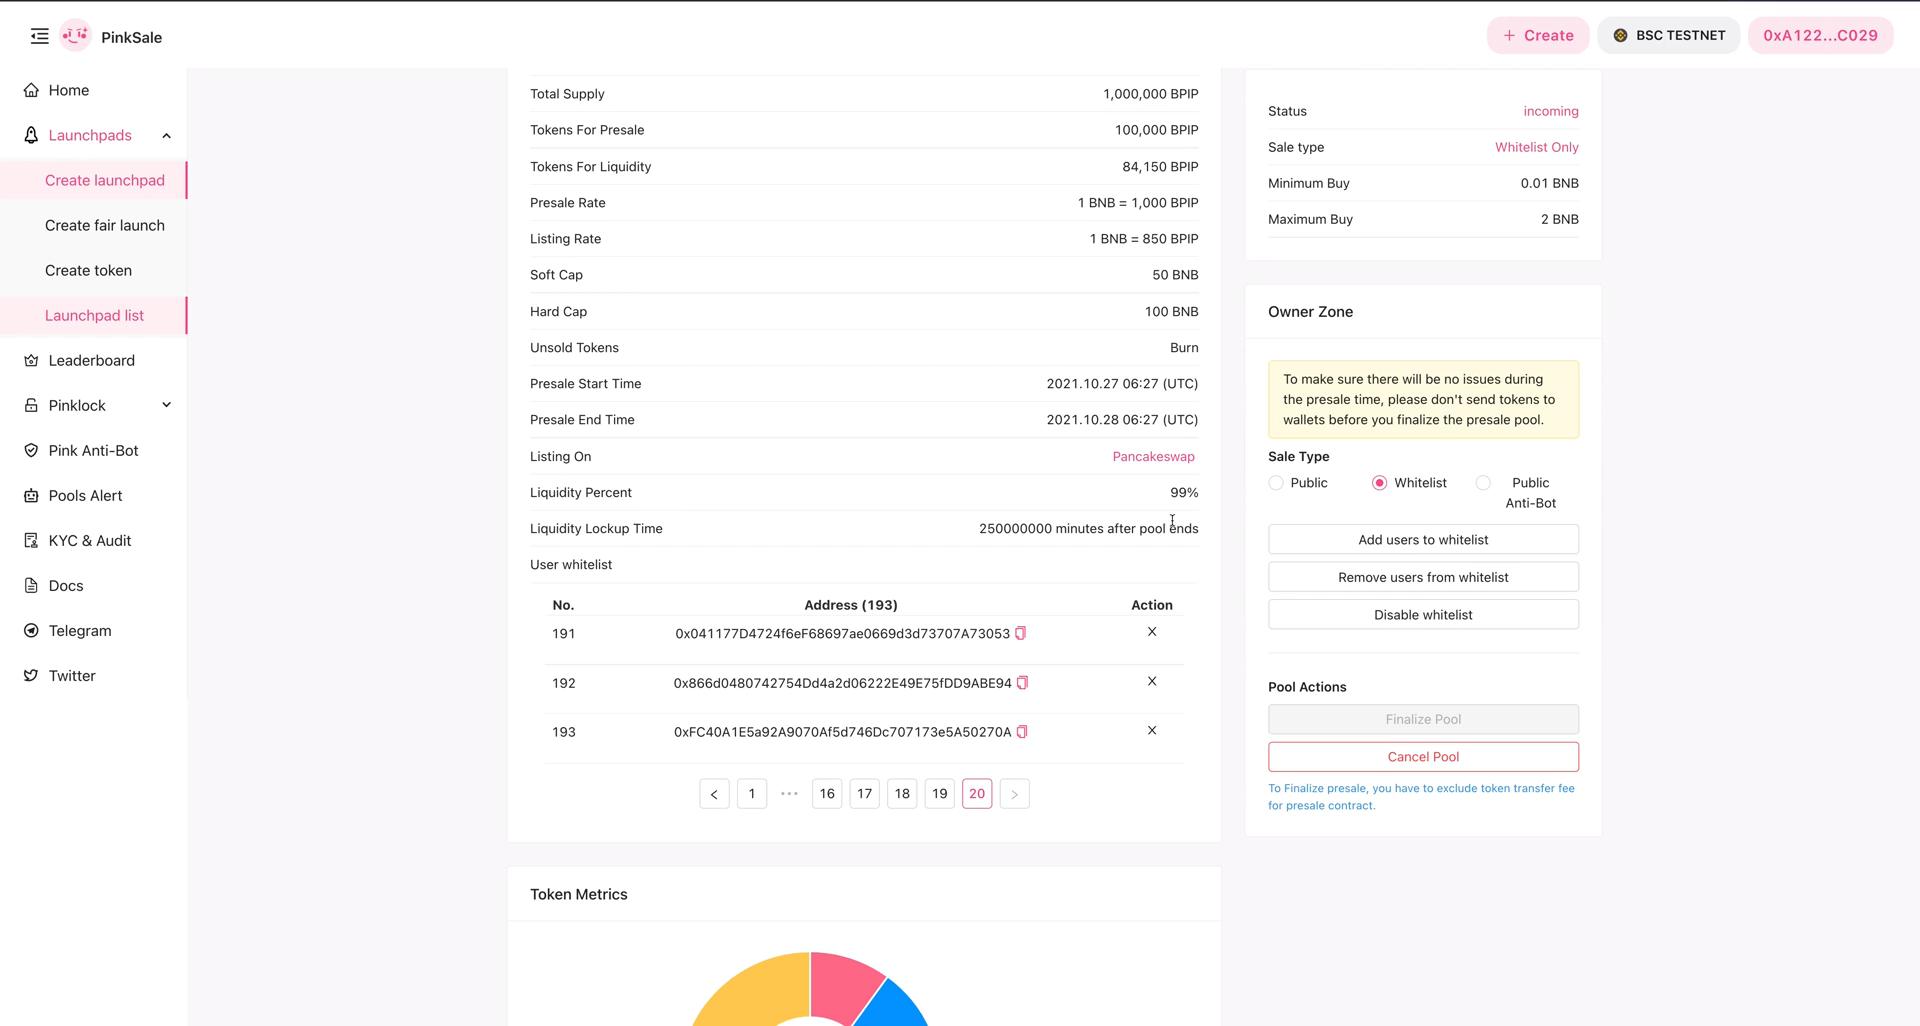 PinkSale
+ Create
BSC TESTNET
0xA122...C029
Home
Launchpads
Create launchpad
Create fair launch
Create token
Launchpad list
Leaderboard
Pinklock
Pink Anti-Bot
Pools Alert
KYC & Audit
Docs
Telegram
Twitter
Total Supply 1,000,000 BPIP
Tokens For Presale 100,000 BPIP
Tokens For Liquidity 84,150 BPIP
Presale Rate 1 BNB = 1,000 BPIP
Listing Rate 1 BNB = 850 BPIP
Soft Cap 50 BNB
Hard Cap 100 BNB
Unsold Tokens Burn
Presale Start Time 2021.10.27 06:27 (UTC)
Presale End Time 2021.10.28 06:27 (UTC)
Listing On Pancakeswap
Liquidity Percent 99%
Liquidity Lockup Time 250000000 minutes after pool ends
User whitelist
No. Address (193) Action
191 0x041177D4724f6eF68697ae0669d3d73707A73053 X
192 0x866d0480742754Dd4a2d06222E49E75fDD9ABE94 X
193 0xFC40A1E5a92A9070Af5d746Dc707173e5A50270A X
< 1 ••• 16 17 18 19 20 >
Token Metrics
Status incoming
Sale type Whitelist Only
Minimum Buy 0.01 BNB
Maximum Buy 2 BNB
Owner Zone
To make sure there will be no issues during
the presale time, please don't send tokens to
wallets before you finalize the presale pool.
Sale Type
Public Whitelist Public
Anti-Bot
Add users to whitelist
Remove users from whitelist
Disable whitelist
Pool Actions
Finalize Pool
Cancel Pool
To Finalize presale, you have to exclude token transfer fee
for presale contract.